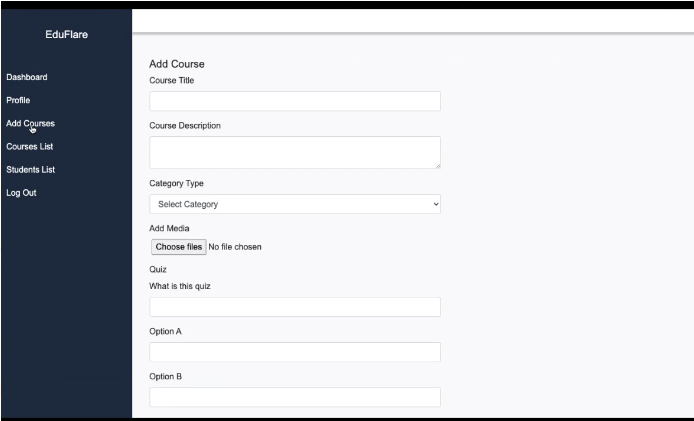 EduFlare
Dashboard
Profile
Add Courses
Courses List
Students List
Log Out
Add Course
Course Title
Course Description
Category Type
Select Category
Add Media
Choose files No file chosen
Quiz
What is this quiz
Option A
Option B